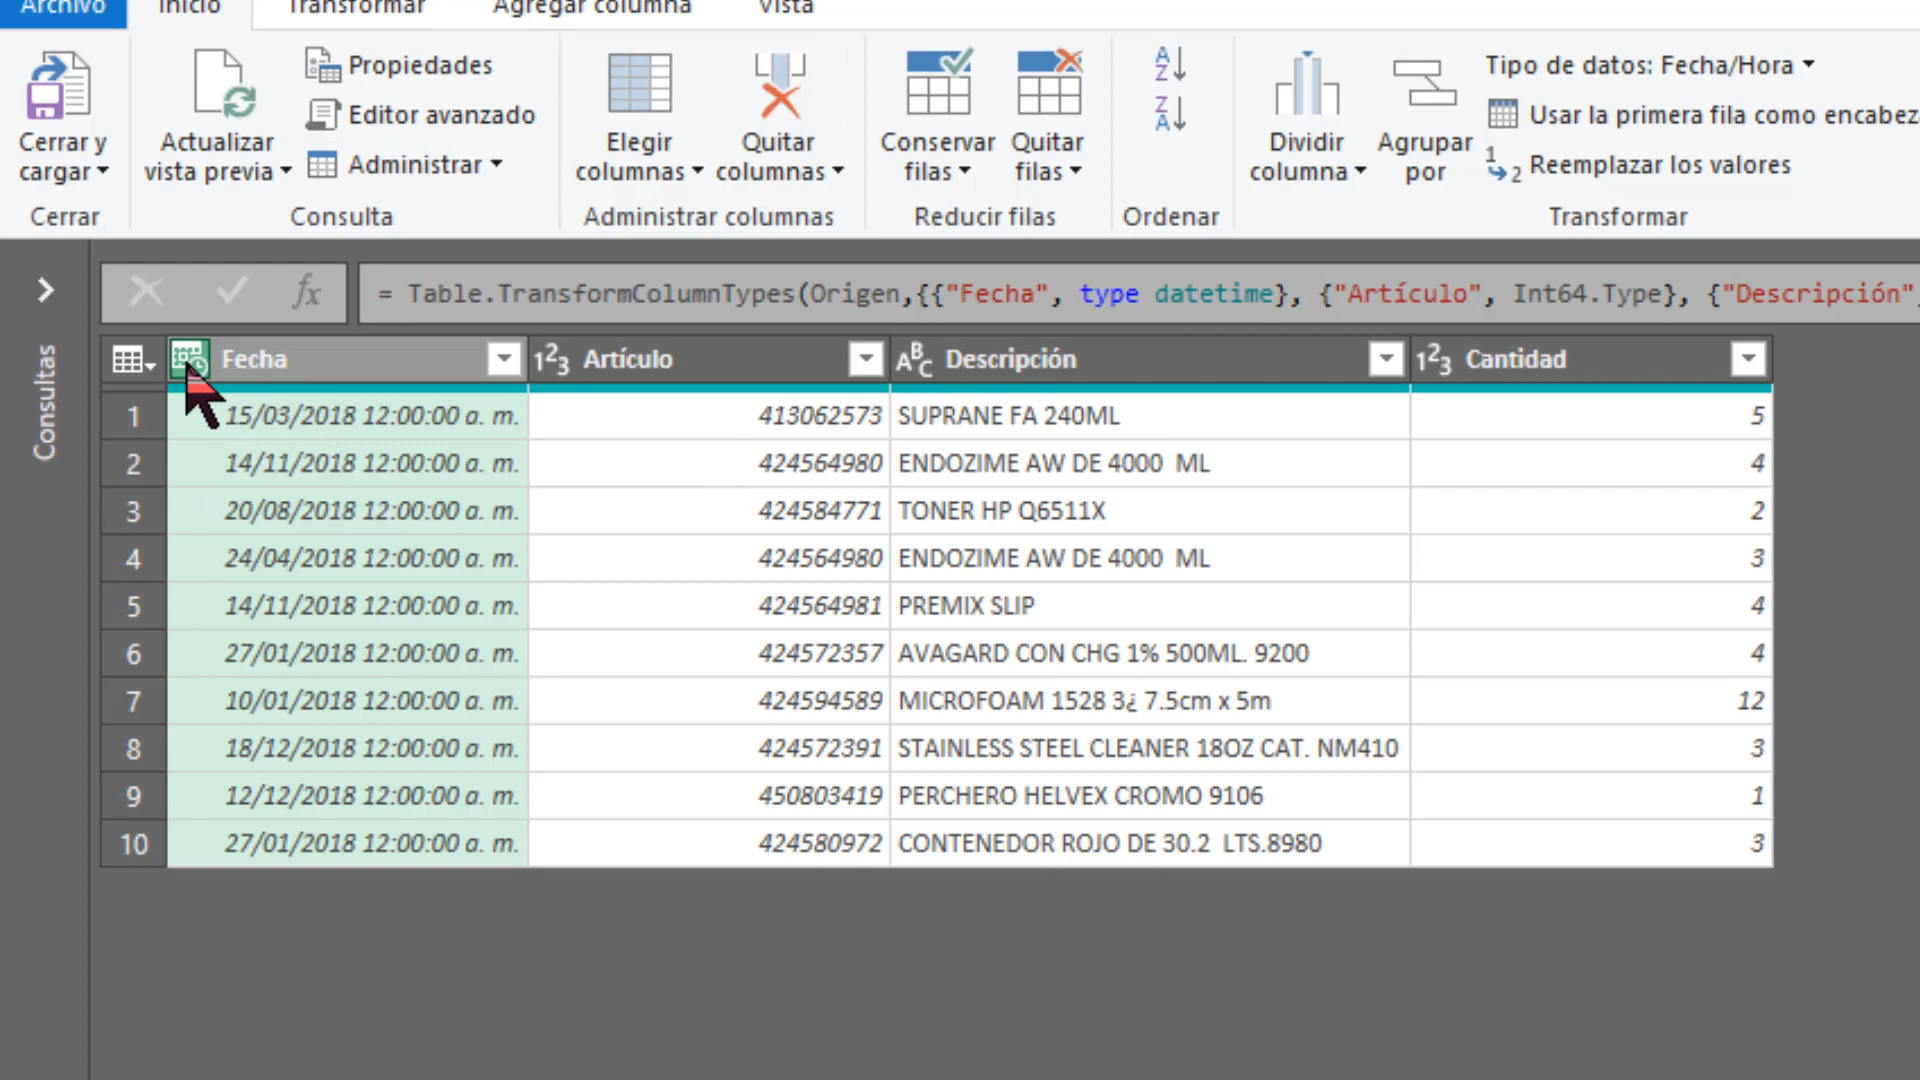 Archivo Inicio Transformar Agregar columna Vista
Cerrar y cargar
Cerrar
Actualizar vista previa
Propiedades
Editor avanzado
Administrar
Consulta
Elegir columnas
Quitar columnas
Administrar columnas
Conservar filas
Quitar filas
Reducir filas
A Z
Z A
Ordenar
Dividir columna
Agrupar por
Tipo de datos: Fecha/Hora
Usar la primera fila como encabez
1 2 Reemplazar los valores
Transformar
Consultas
fx = Table.TransformColumnTypes(Origen,{{"Fecha", type datetime}, {"Artículo", Int64.Type}, {"Descripción",
Fecha 123 Artículo ABC Descripción 123 Cantidad
1 15/03/2018 12:00:00 a. m. 413062573 SUPRANE FA 240ML 5
2 14/11/2018 12:00:00 a. m. 424564980 ENDOZIME AW DE 4000  ML 4
3 20/08/2018 12:00:00 a. m. 424584771 TONER HP Q6511X 2
4 24/04/2018 12:00:00 a. m. 424564980 ENDOZIME AW DE 4000  ML 3
5 14/11/2018 12:00:00 a. m. 424564981 PREMIX SLIP 4
6 27/01/2018 12:00:00 a. m. 424572357 AVAGARD CON CHG 1% 500ML. 9200 4
7 10/01/2018 12:00:00 a. m. 424594589 MICROFOAM 1528 3¿ 7.5cm x 5m 12
8 18/12/2018 12:00:00 a. m. 424572391 STAINLESS STEEL CLEANER 18OZ CAT. NM410 3
9 12/12/2018 12:00:00 a. m. 450803419 PERCHERO HELVEX CROMO 9106 1
10 27/01/2018 12:00:00 a. m. 424580972 CONTENEDOR ROJO DE 30.2  LTS.8980 3